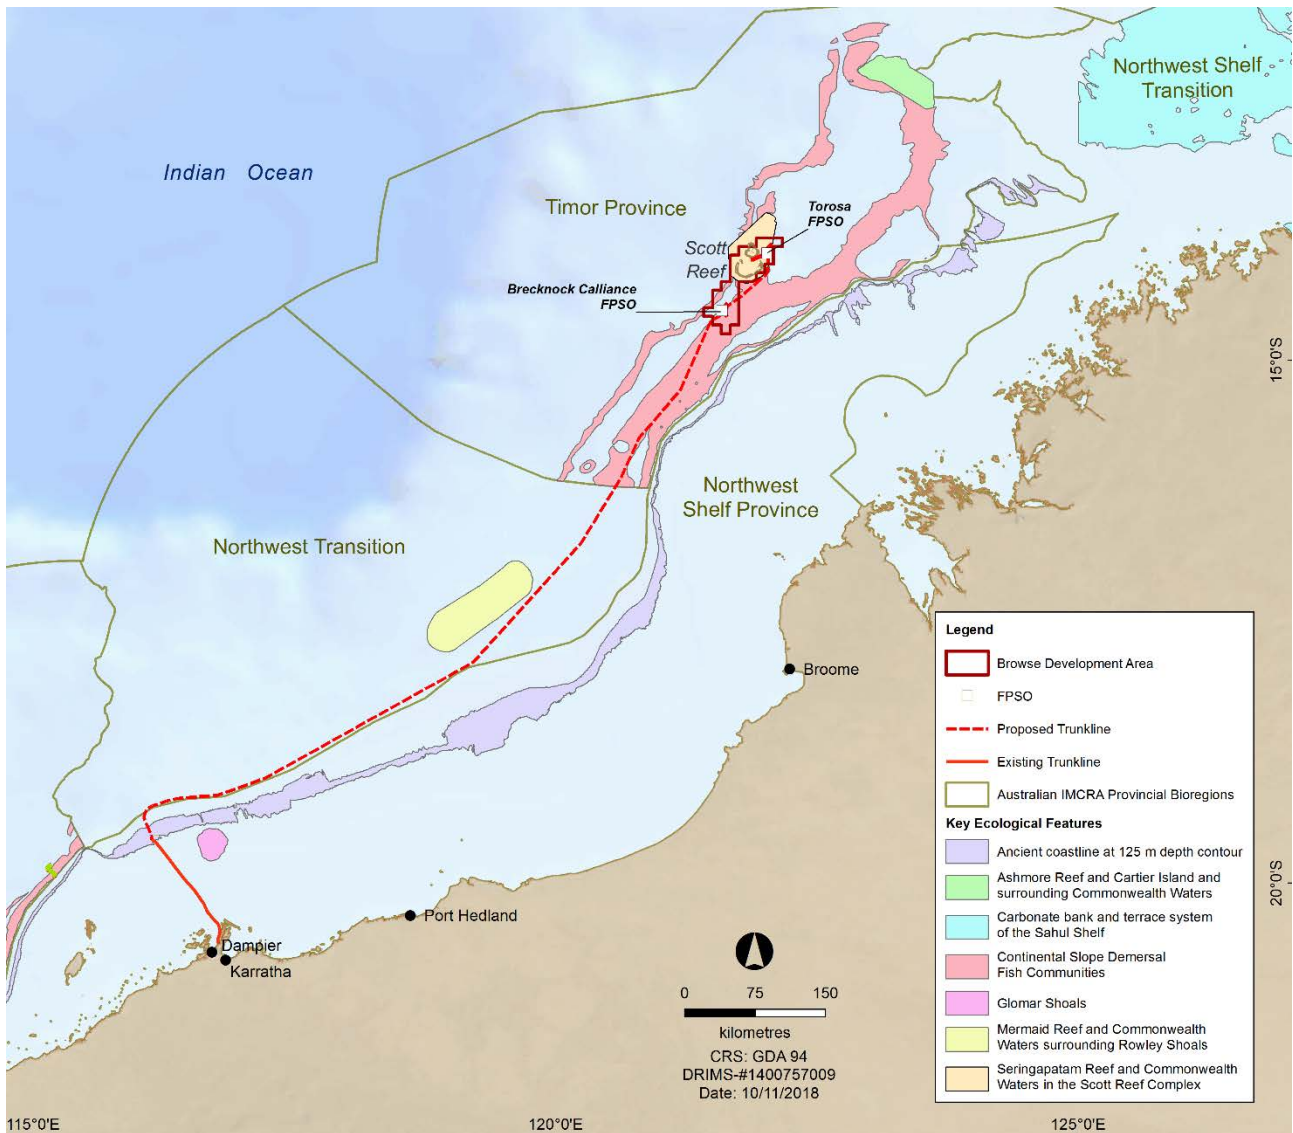 Northwest Shelf
Transition
Indian Ocean
Timor Province
Torosa
FPSO
Scott
Reef
Brecknock Calliance
FPSO
15°0'S
Northwest
Shelf Province
Northwest Transition
Broome
Port Hedland
Dampier
Karratha
20°0'S
Legend
Browse Development Area
FPSO
Proposed Trunkline
Existing Trunkline
Australian IMCRA Provincial Bioregions
Key Ecological Features
Ancient coastline at 125 m depth contour
Ashmore Reef and Cartier Island and
surrounding Commonwealth Waters
Carbonate bank and terrace system
of the Sahul Shelf
Continental Slope Demersal
Fish Communities
Glomar Shoals
Mermaid Reef and Commonwealth
Waters surrounding Rowley Shoals
Seringapatam Reef and Commonwealth
Waters in the Scott Reef Complex
0 75 150
kilometres
CRS: GDA 94
DRIMS-#1400757009
Date: 10/11/2018
115°0'E
120°0'E
125°0'E